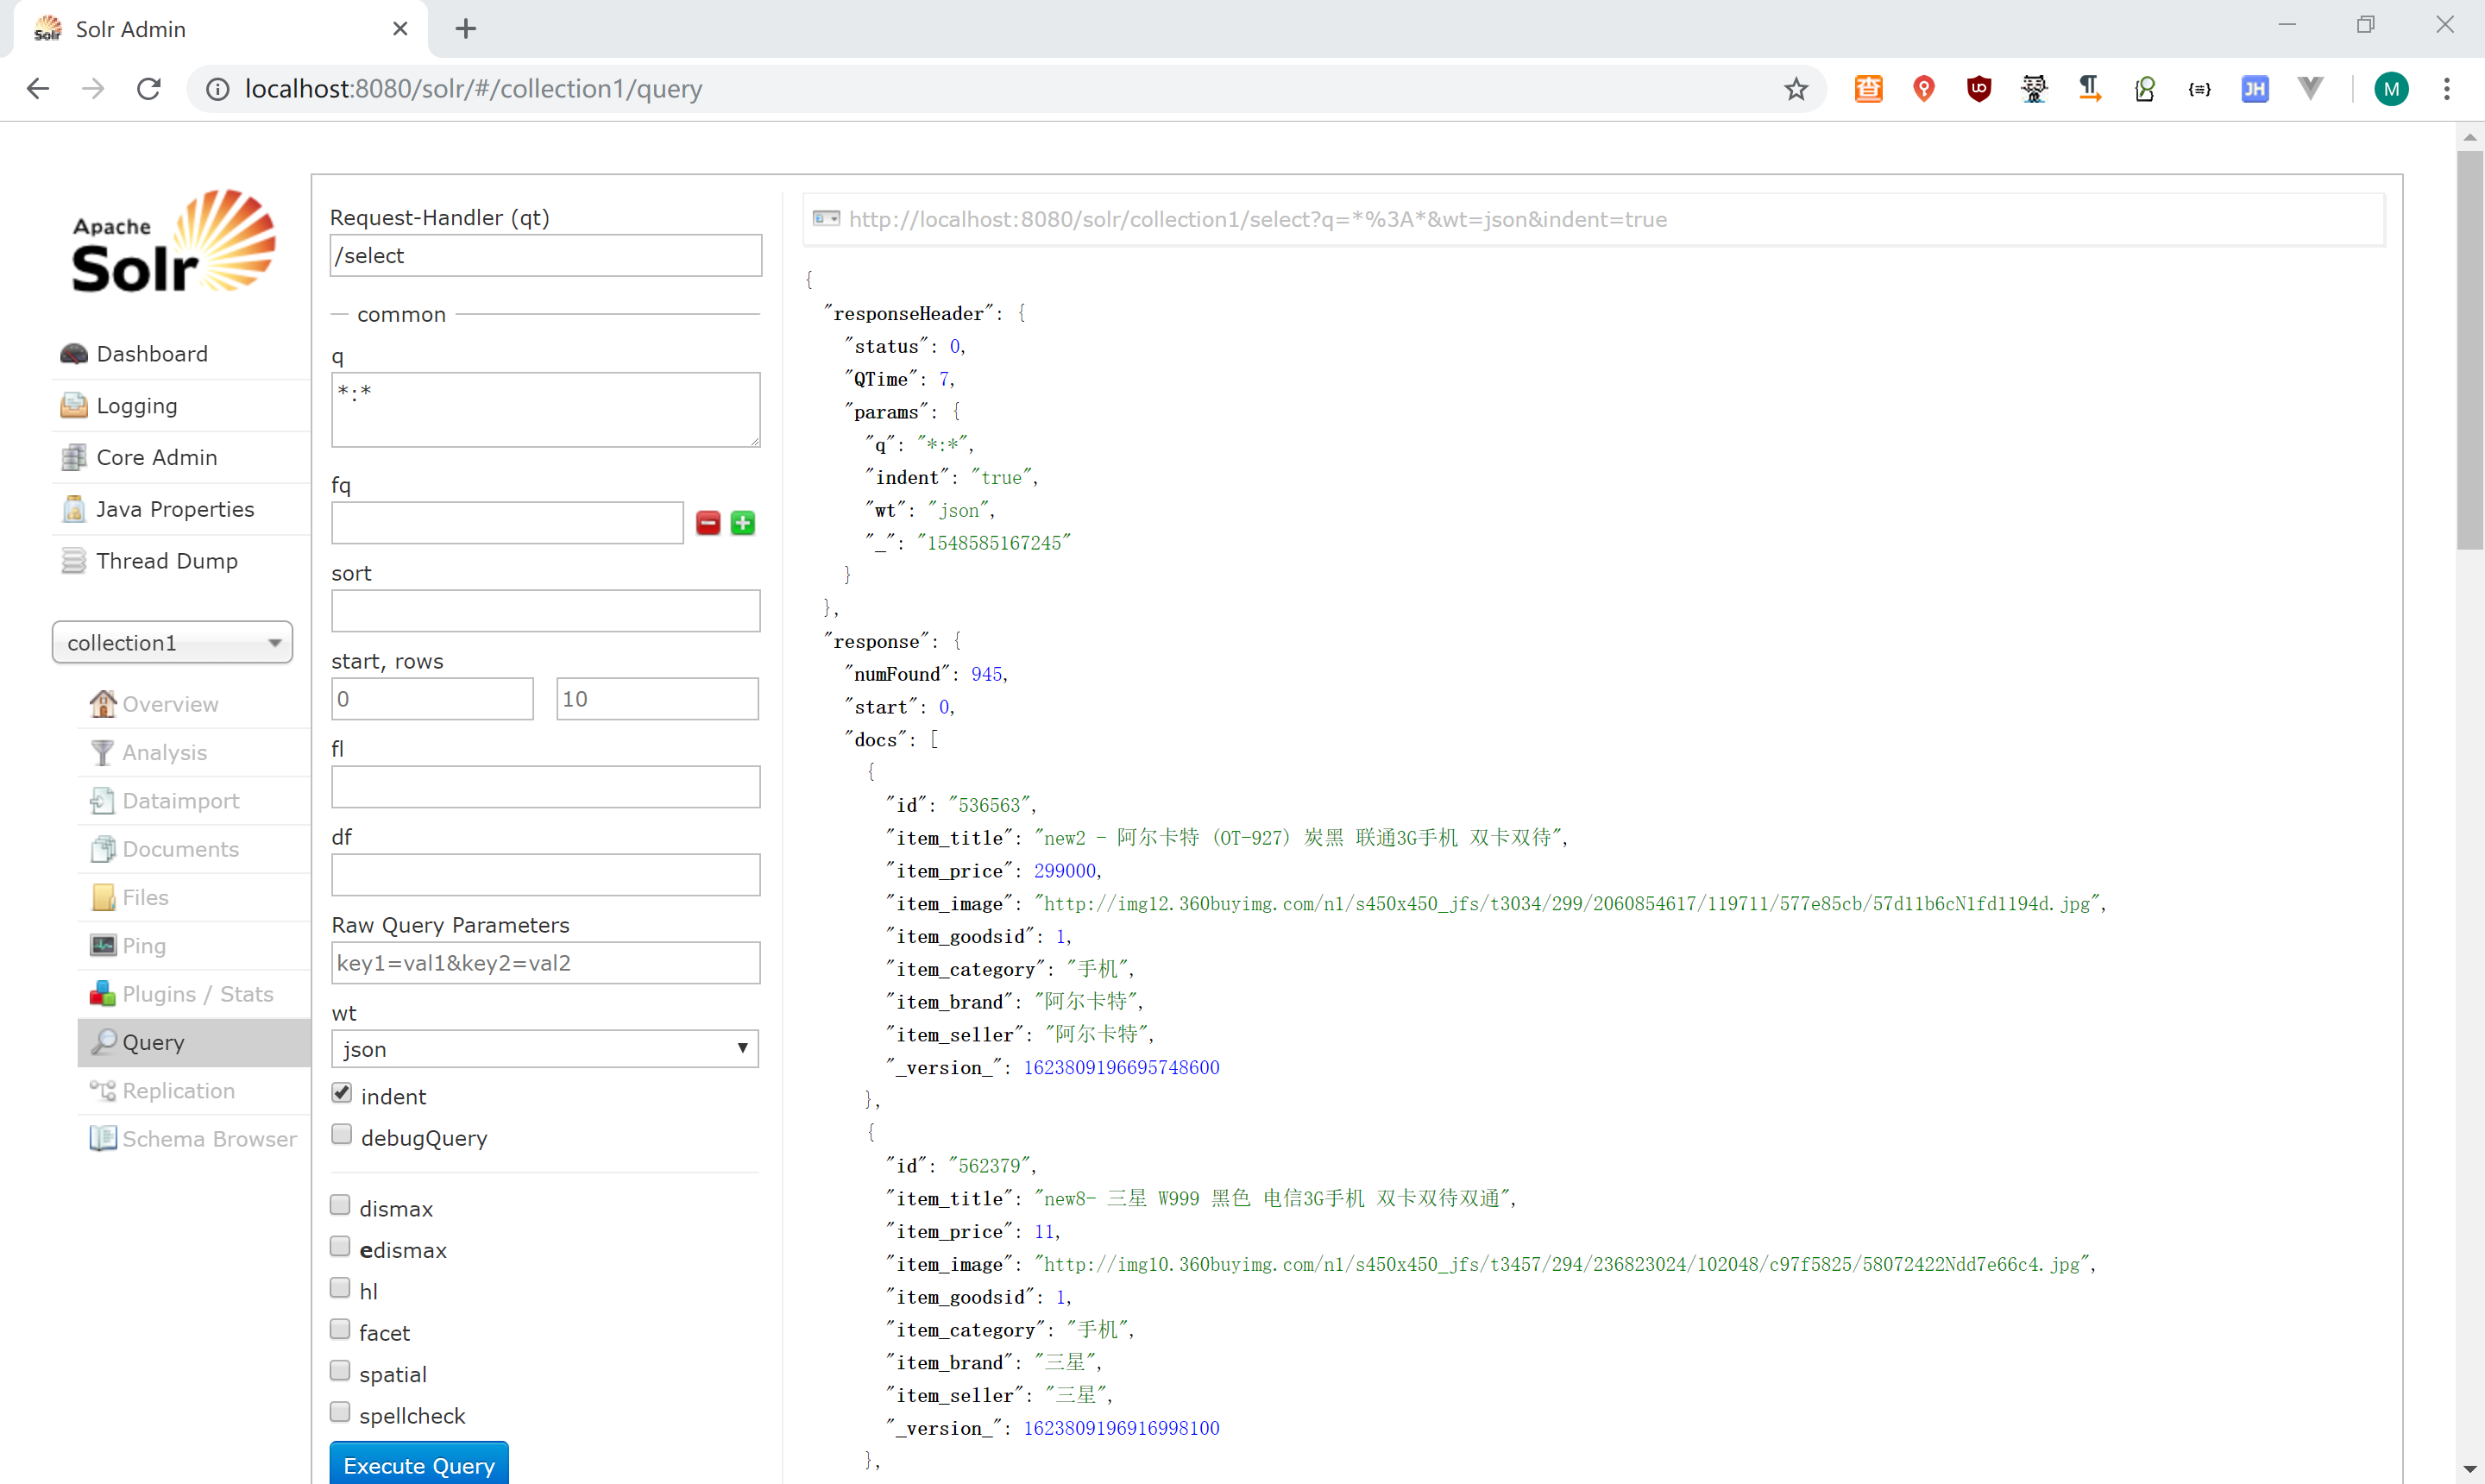 Solr Admin
localhost:8080/solr/#/collection1/query
Apache
Solr
Dashboard
Logging
Core Admin
Java Properties
Thread Dump
collection1
Overview
Analysis
Dataimport
Documents
Files
Ping
Plugins / Stats
Query
Replication
Schema Browser
Request-Handler (qt)
/select
common
q
*:*
fq
sort
start, rows
0 10
fl
df
Raw Query Parameters
key1=val1&key2=val2
wt
json
indent
debugQuery
dismax
edismax
hl
facet
spatial
spellcheck
Execute Query
http://localhost:8080/solr/collection1/select?q=*%3A*&wt=json&indent=true
{
"responseHeader": {
"status": 0,
"QTime": 7,
"params": {
"q": "*:*",
"indent": "true",
"wt": "json",
"_": "1548585167245"
}
},
"response": {
"numFound": 945,
"start": 0,
"docs": [
{
"id": "536563",
"item_title": "new2 - 阿尔卡特 (OT-927) 炭黑 联通3G手机 双卡双待",
"item_price": 299000,
"item_image": "http://img12.360buyimg.com/n1/s450x450_jfs/t3034/299/2060854617/119711/577e85cb/57d11b6cN1fd1194d.jpg",
"item_goodsid": 1,
"item_category": "手机",
"item_brand": "阿尔卡特",
"item_seller": "阿尔卡特",
"_version_": 1623809196695748600
},
{
"id": "562379",
"item_title": "new8- 三星 W999 黑色 电信3G手机 双卡双待双通",
"item_price": 11,
"item_image": "http://img10.360buyimg.com/n1/s450x450_jfs/t3457/294/236823024/102048/c97f5825/58072422Ndd7e66c4.jpg",
"item_goodsid": 1,
"item_category": "手机",
"item_brand": "三星",
"item_seller": "三星",
"_version_": 1623809196916998100
},